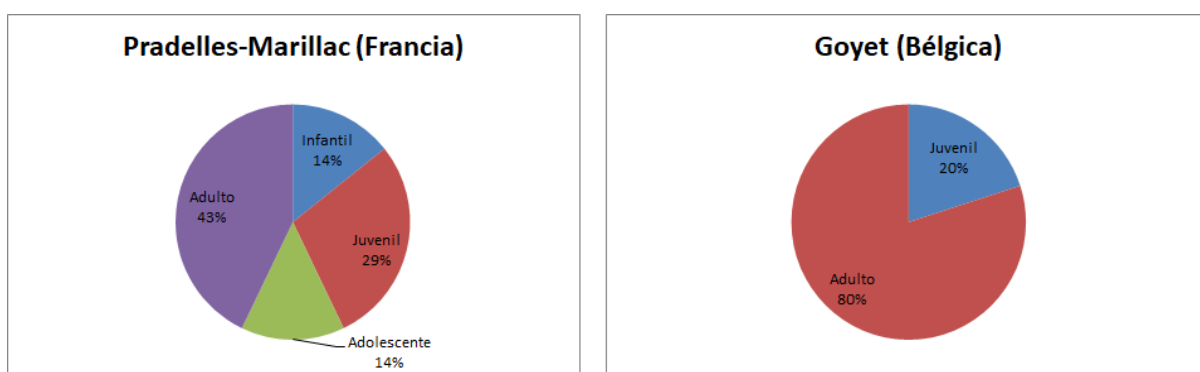 Pradelles-Marillac (Francia)
Infantil
14%
Juvenil
29%
Adolescente
14%
Adulto
43%
Goyet (Bélgica)
Juvenil
20%
Adulto
80%